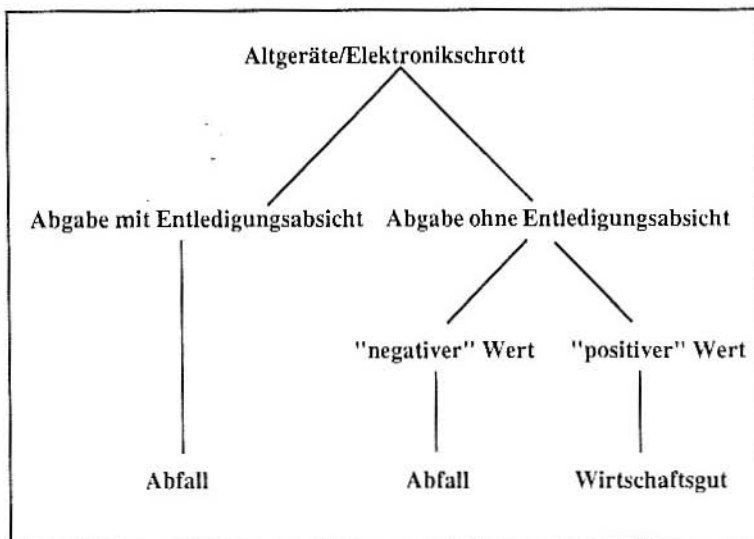 Altgeräte/Elektronikschrott
Abgabe mit Entledigungsabsicht Abgabe ohne Entledigungsabsicht
"negativer" Wert "positiver" Wert
Abfall Abfall Wirtschaftsgut